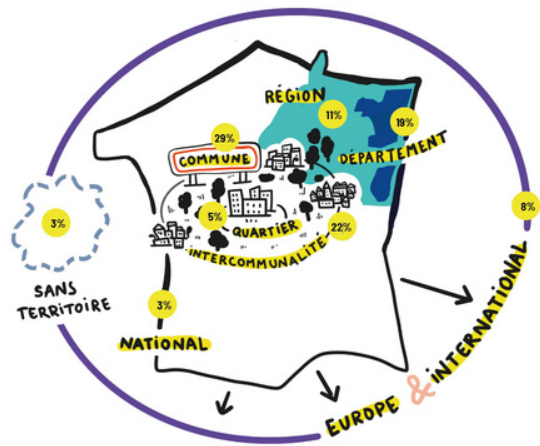 RÉGION
11%
19%
DÉPARTEMENT
29%
COMMUNE
5%
QUARTIER
22%
INTERCOMMUNALITÉ
3%
SANS
TERRITOIRE
3%
NATIONAL
8%
EUROPE & INTERNATIONAL